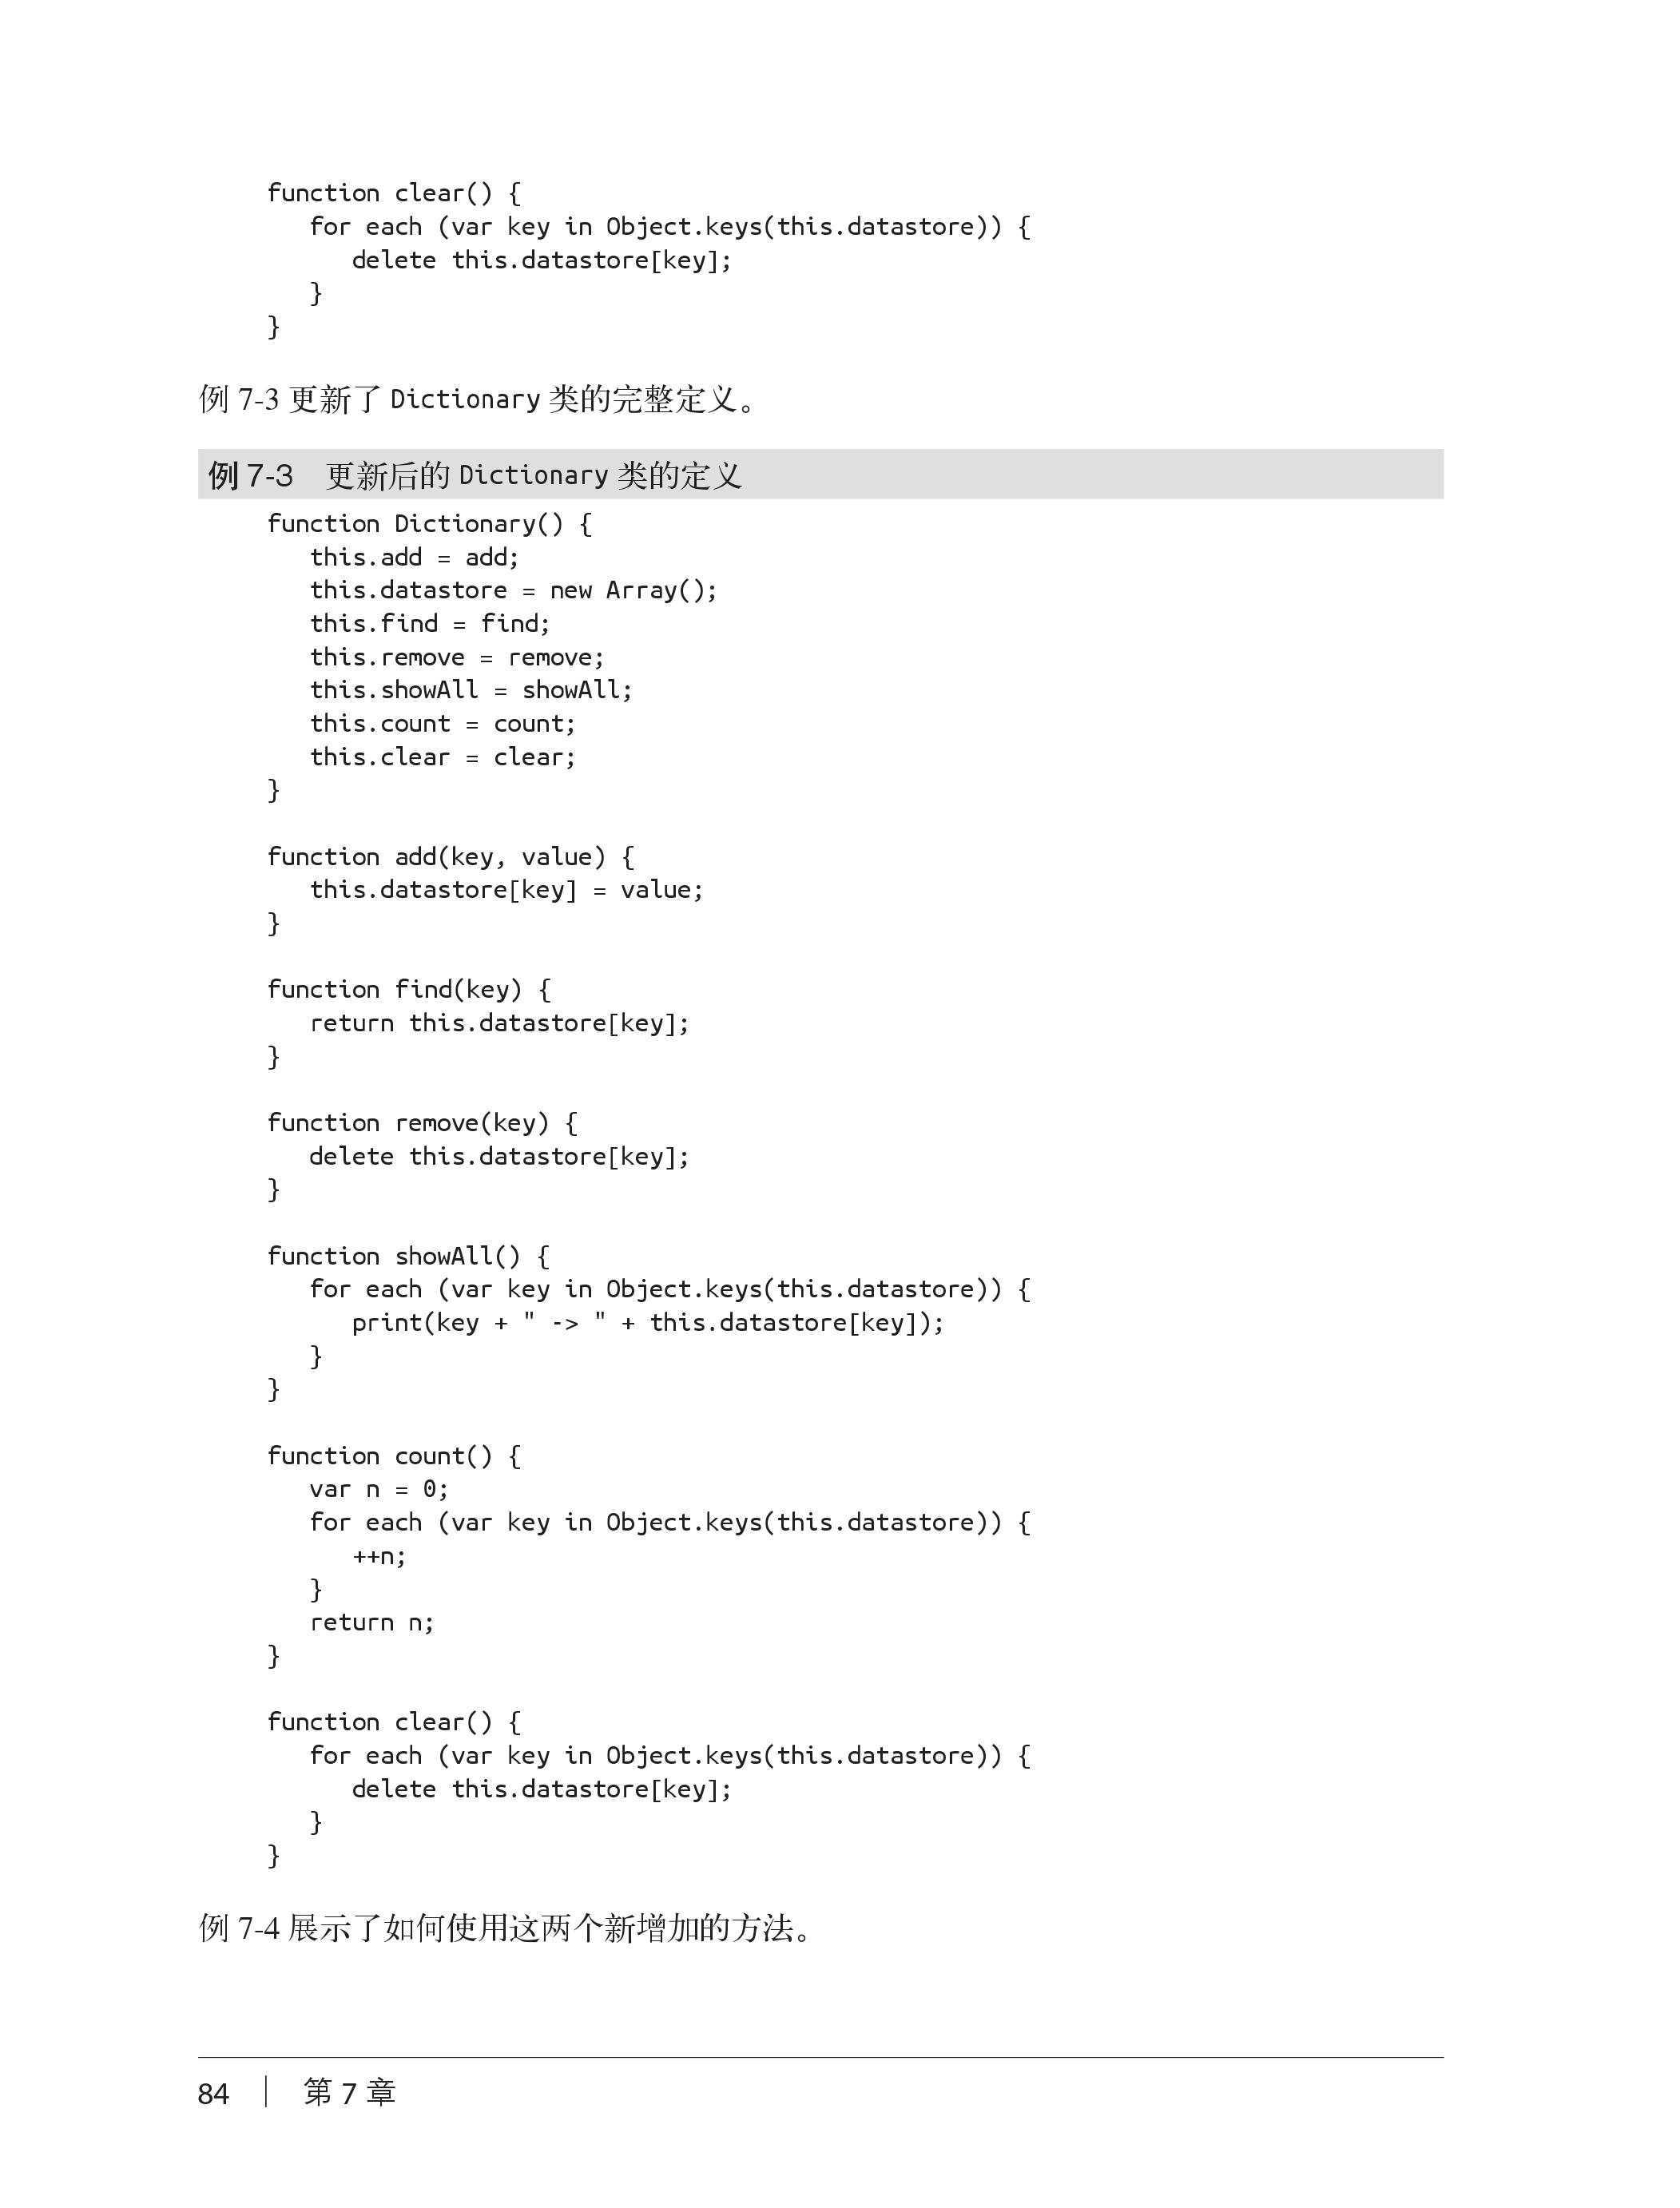 function clear() {
   for each (var key in Object.keys(this.datastore)) {
      delete this.datastore[key];
   }
}
例 7-3 更新了 Dictionary 类的完整定义。
例 7-3 更新后的 Dictionary 类的定义
function Dictionary() {
   this.add = add;
   this.datastore = new Array();
   this.find = find;
   this.remove = remove;
   this.showAll = showAll;
   this.count = count;
   this.clear = clear;
}
function add(key, value) {
   this.datastore[key] = value;
}
function find(key) {
   return this.datastore[key];
}
function remove(key) {
   delete this.datastore[key];
}
function showAll() {
   for each (var key in Object.keys(this.datastore)) {
      print(key + " -> " + this.datastore[key]);
   }
}
function count() {
   var n = 0;
   for each (var key in Object.keys(this.datastore)) {
      ++n;
   }
   return n;
}
function clear() {
   for each (var key in Object.keys(this.datastore)) {
      delete this.datastore[key];
   }
}
例 7-4 展示了如何使用这两个新增加的方法。
84 | 第 7 章